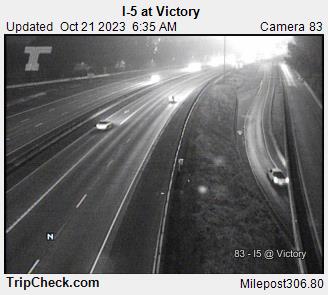 I-5 at Victory
Updated Oct 21 2023 6:35 AM Camera 83
T
N
83 - I5 @ Victory
TripCheck.com Milepost306.80